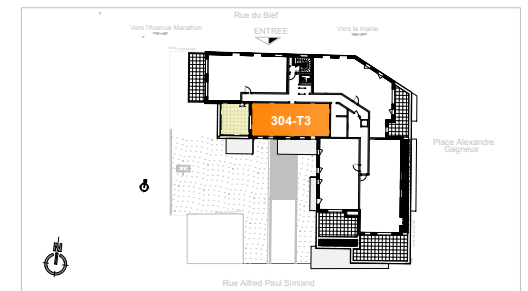 Rue du Bief
Vers l'Avenue Marathon
ENTREE
Vers la mairie
304-T3
Place Alexandre
Gagneux
N
Rue Alfred Paul Simiand